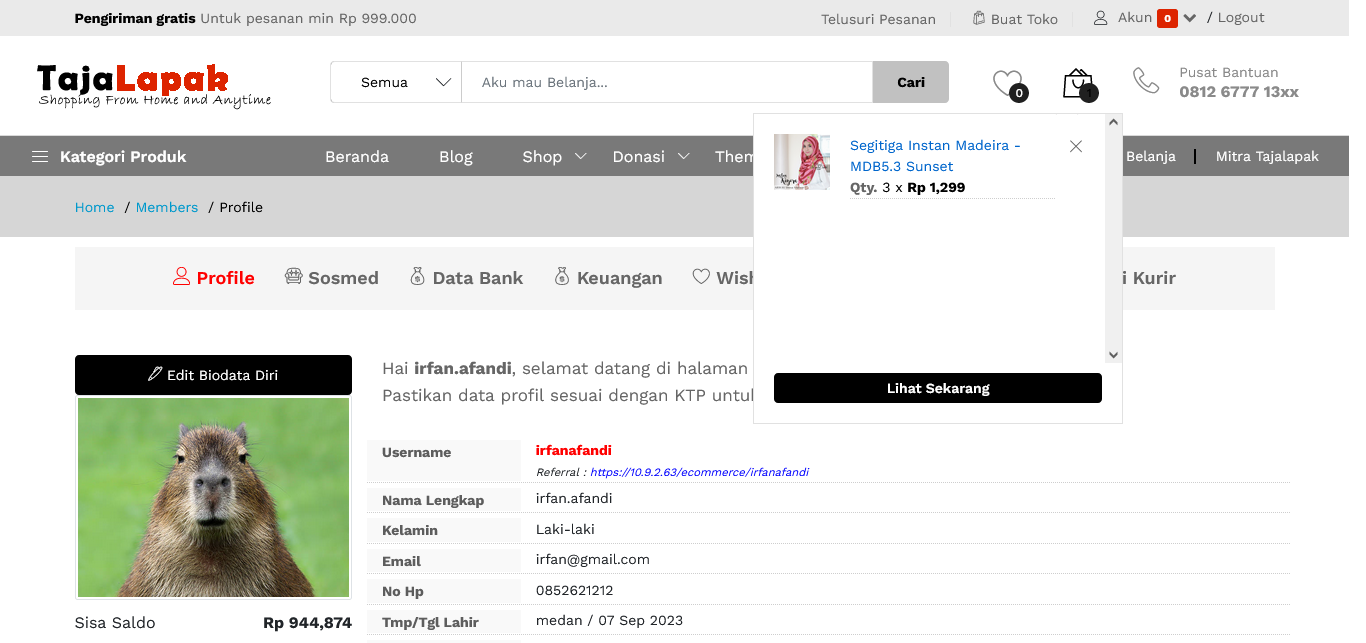 Pengiriman gratis Untuk pesanan min Rp 999.000
Telusuri Pesanan
Buat Toko
Akun 0 / Logout
TajaLapak
Shopping From Home and Anytime
Semua
Aku mau Belanja...
Cari
0
1
Pusat Bantuan
0812 6777 13xx
Kategori Produk
Beranda
Blog
Shop
Donasi
Them
Belanja
Mitra Tajalapak
Segitiga Instan Madeira -
MDB5.3 Sunset
Qty. 3 x Rp 1,299
Lihat Sekarang
Home / Members / Profile
Profile
Sosmed
Data Bank
Keuangan
Wish
i Kurir
Edit Biodata Diri
Hai irfan.afandi, selamat datang di halaman
Pastikan data profil sesuai dengan KTP untuk
Username irfanafandi
Referral : https://10.9.2.63/ecommerce/irfanafandi
Nama Lengkap irfan.afandi
Kelamin Laki-laki
Email irfan@gmail.com
No Hp 0852621212
Tmp/Tgl Lahir medan / 07 Sep 2023
Sisa Saldo Rp 944,874